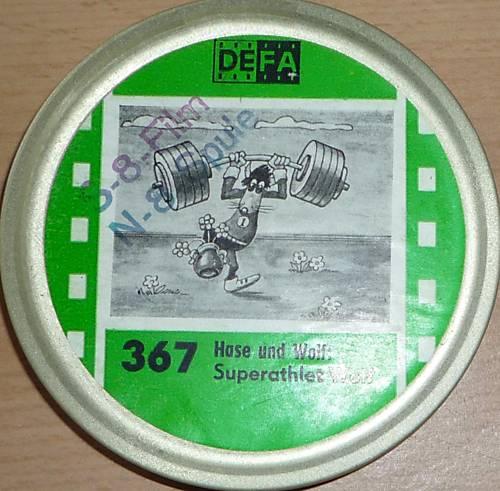 DEFA
S-8-Film
N-8-Spule
367
Hase und Wolf:
Superathlet Wolf